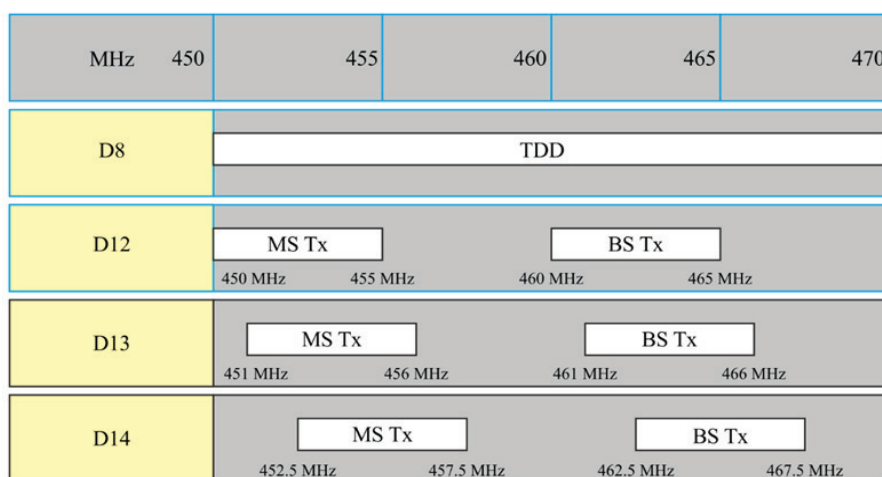 MHz 450 455 460 465 470
D8 TDD
D12 MS Tx BS Tx
450 MHz 455 MHz 460 MHz 465 MHz
D13 MS Tx BS Tx
451 MHz 456 MHz 461 MHz 466 MHz
D14 MS Tx BS Tx
452.5 MHz 457.5 MHz 462.5 MHz 467.5 MHz